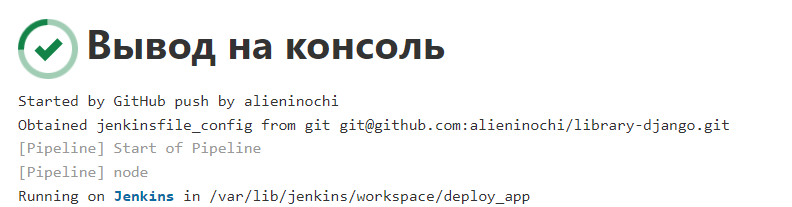 Вывод на консоль
Started by GitHub push by alieninochi
Obtained jenkinsfile_config from git git@github.com:alieninochi/library-django.git
[Pipeline] Start of Pipeline
[Pipeline] node
Running on Jenkins in /var/lib/jenkins/workspace/deploy_app